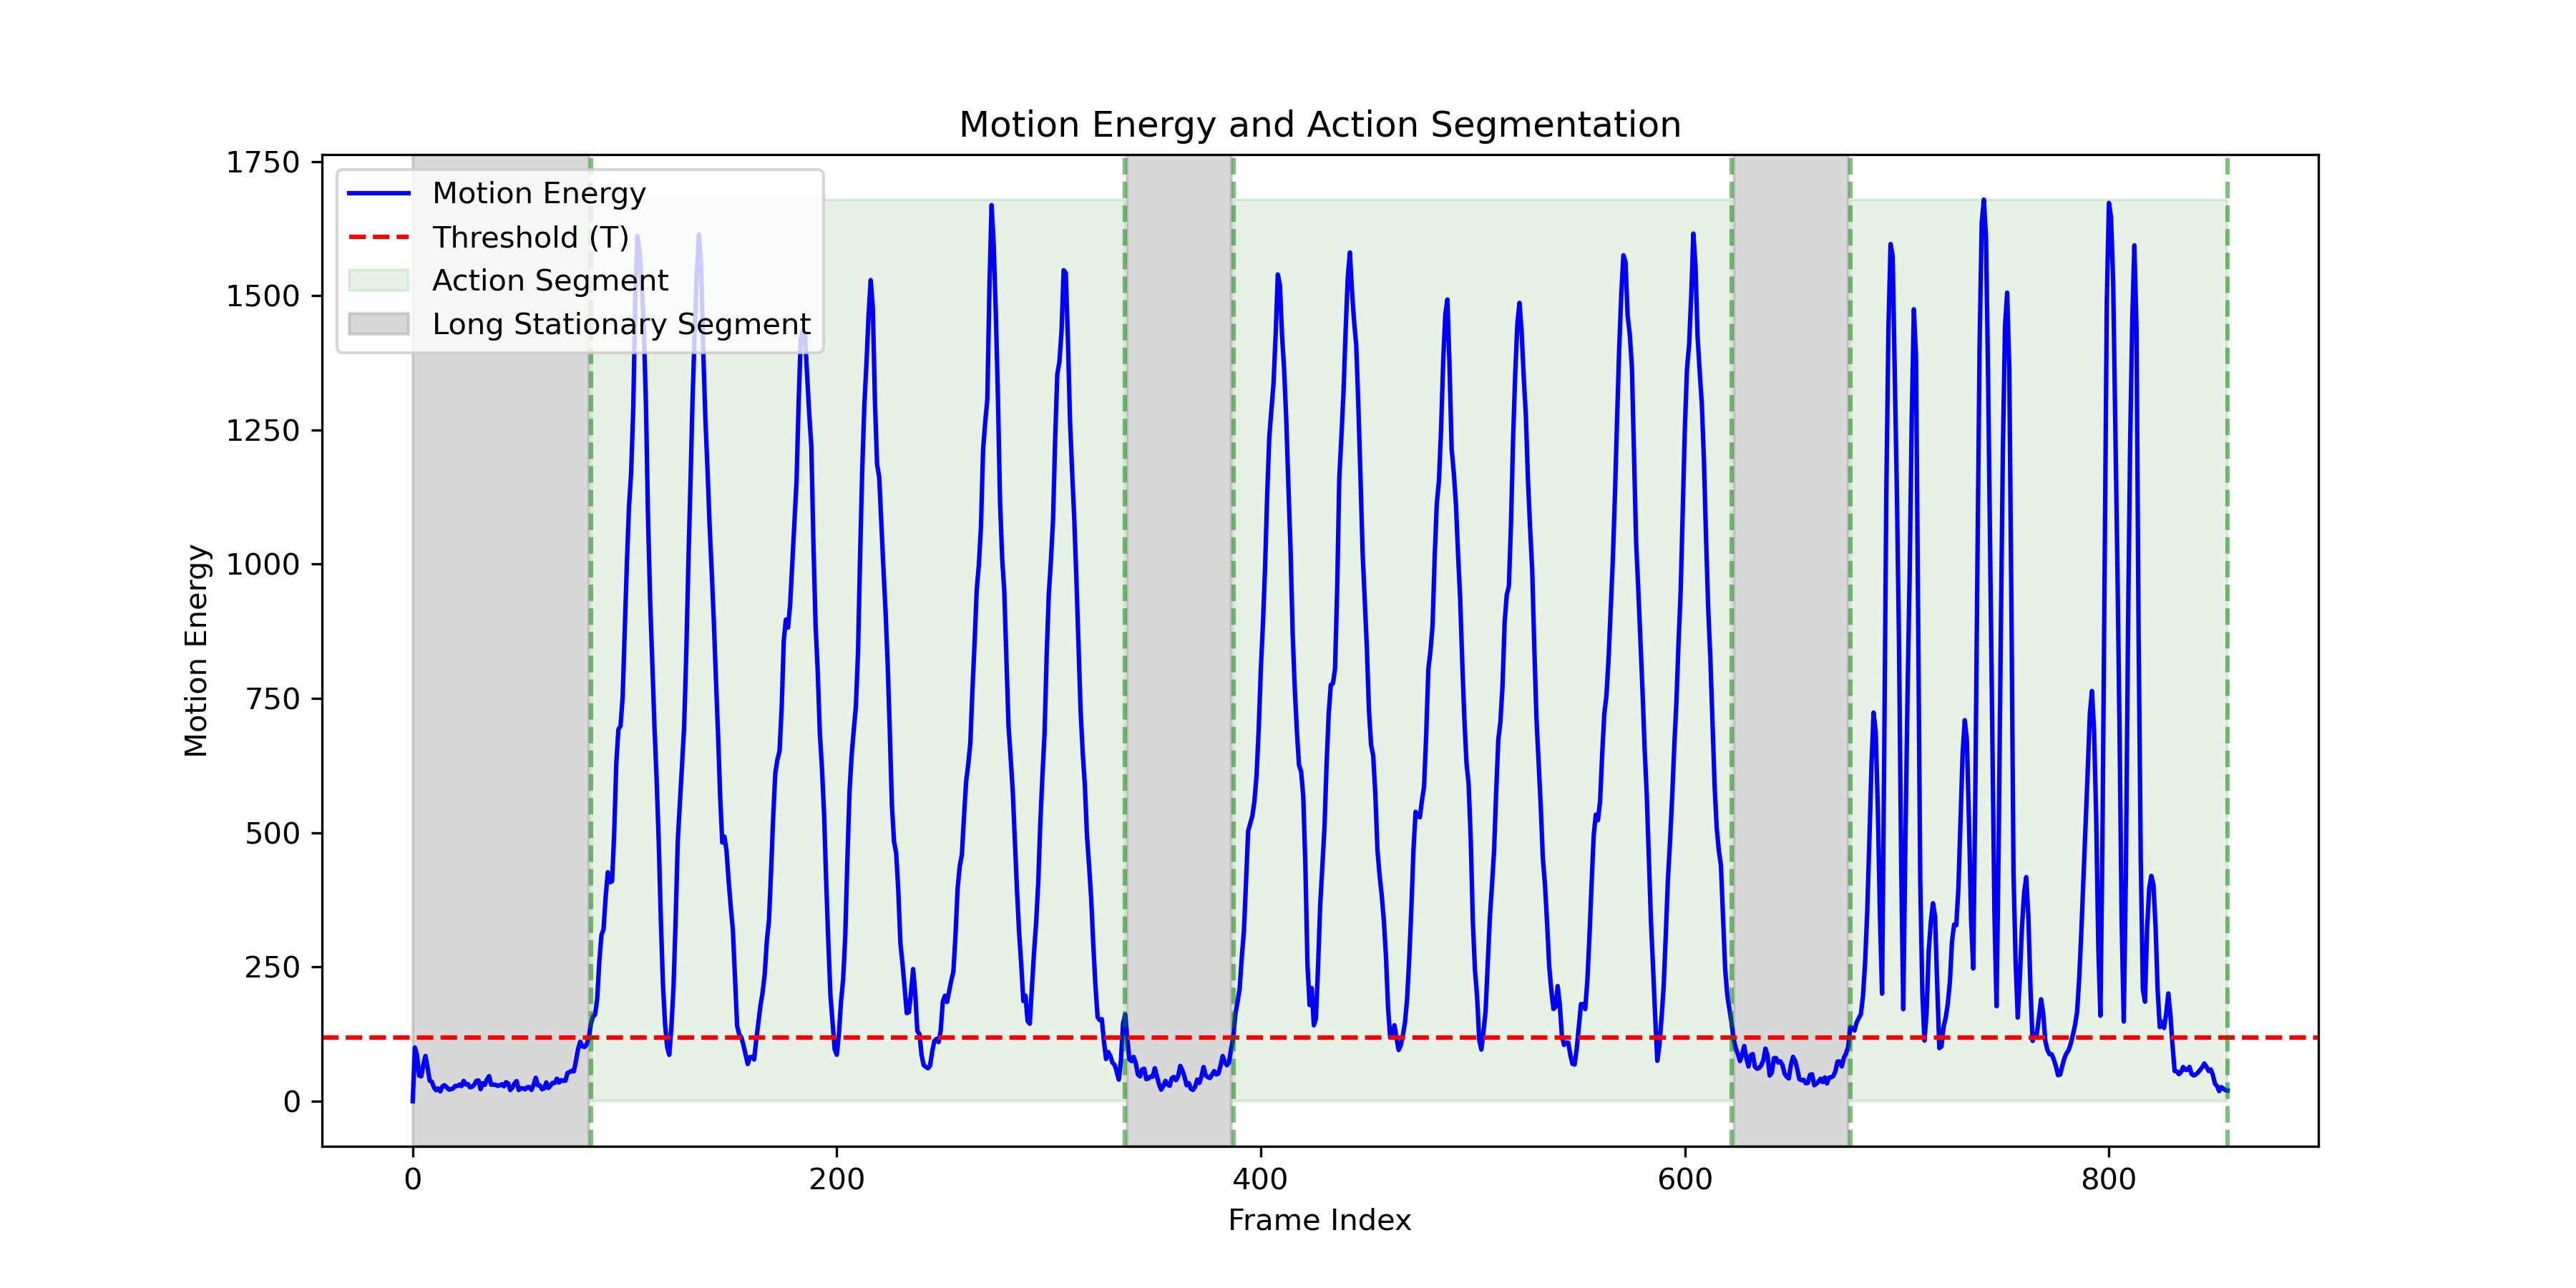 Motion Energy and Action Segmentation
1750
1500
1250
1000
750
500
250
0
Motion Energy
Motion Energy
Threshold (T)
Action Segment
Long Stationary Segment
0
200
400
600
800
Frame Index